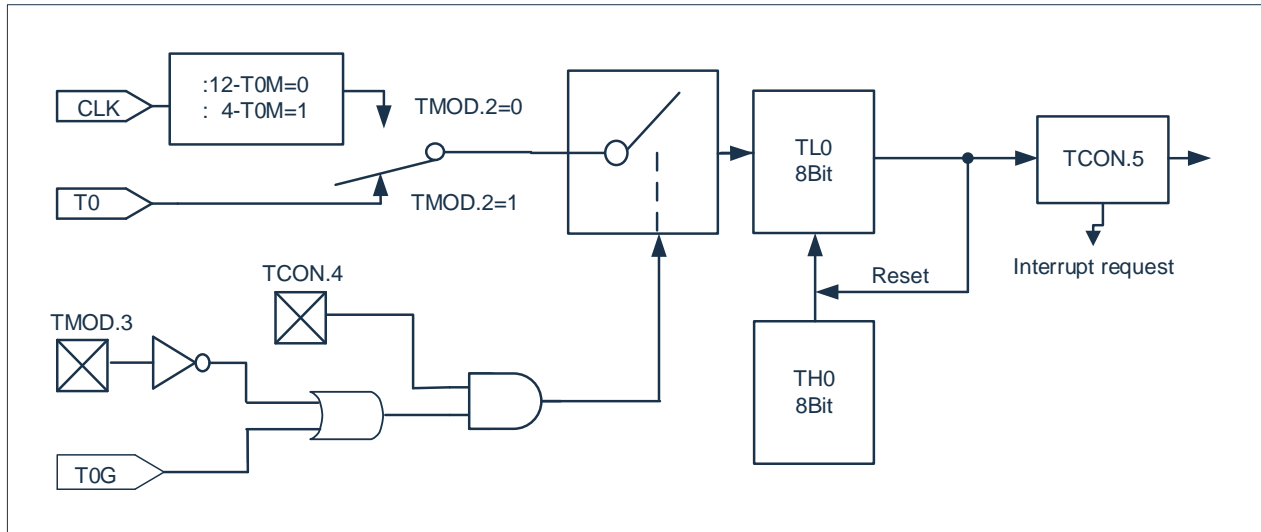 :12-T0M=0
: 4-T0M=1
CLK
TMOD.2=0
T0
TMOD.2=1
TL0
8Bit
TCON.5
Interrupt request
Reset
TCON.4
TMOD.3
TH0
8Bit
T0G